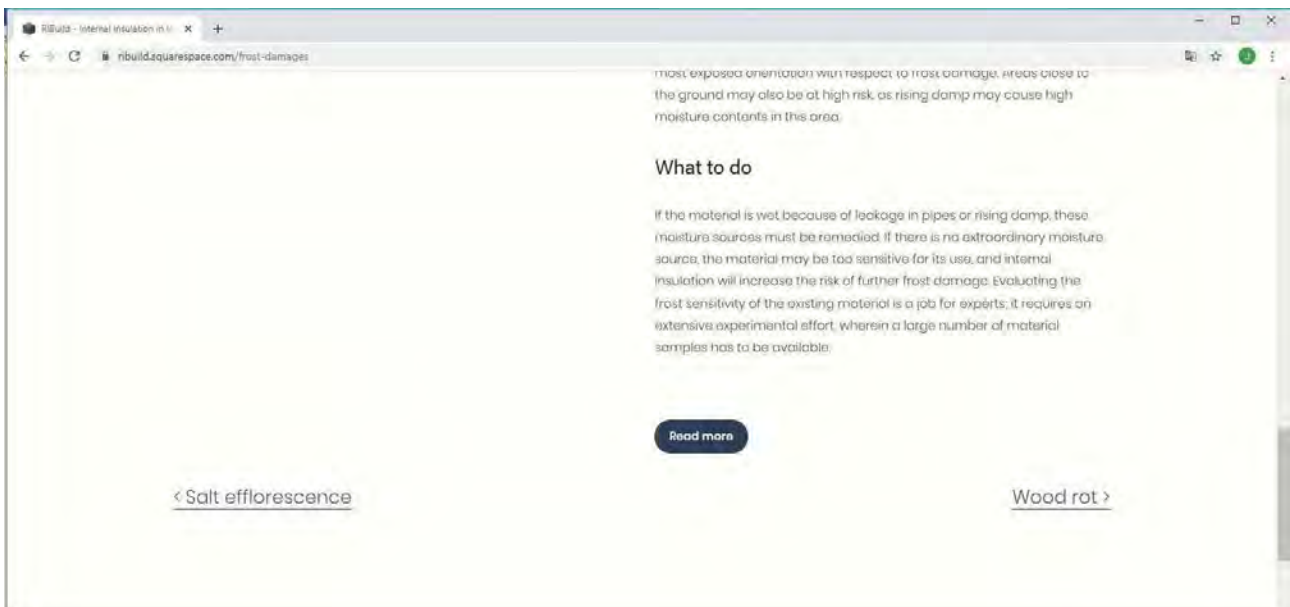 RIBuild - Internal insulation in
ribuild.squarespace.com/frost-damages
J
most exposed orientation with respect to frost damage. Areas close to
the ground may also be at high risk, as rising damp may cause high
moisture contents in this area.
What to do
If the material is wet because of leakage in pipes or rising damp, these
moisture sources must be remedied. If there is no extraordinary moisture
source, the material may be too sensitive for its use, and internal
insulation will increase the risk of further frost damage. Evaluating the
frost sensitivity of the existing material is a job for experts; it requires an
extensive experimental effort, wherein a large number of material
samples has to be available.
Read more
< Salt efflorescence
Wood rot >